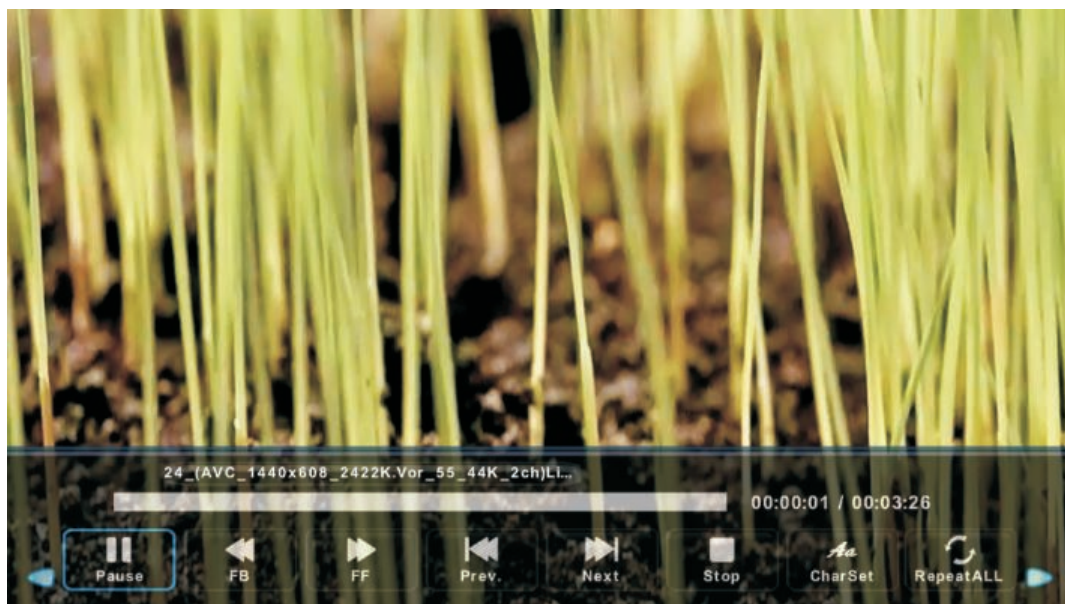 24_(AVC_1440x608_2422K.Vor_55_44K_2ch)Li...
00:00:01 / 00:03:26
Pause FB FF Prev. Next Stop Aa CharSet RepeatALL